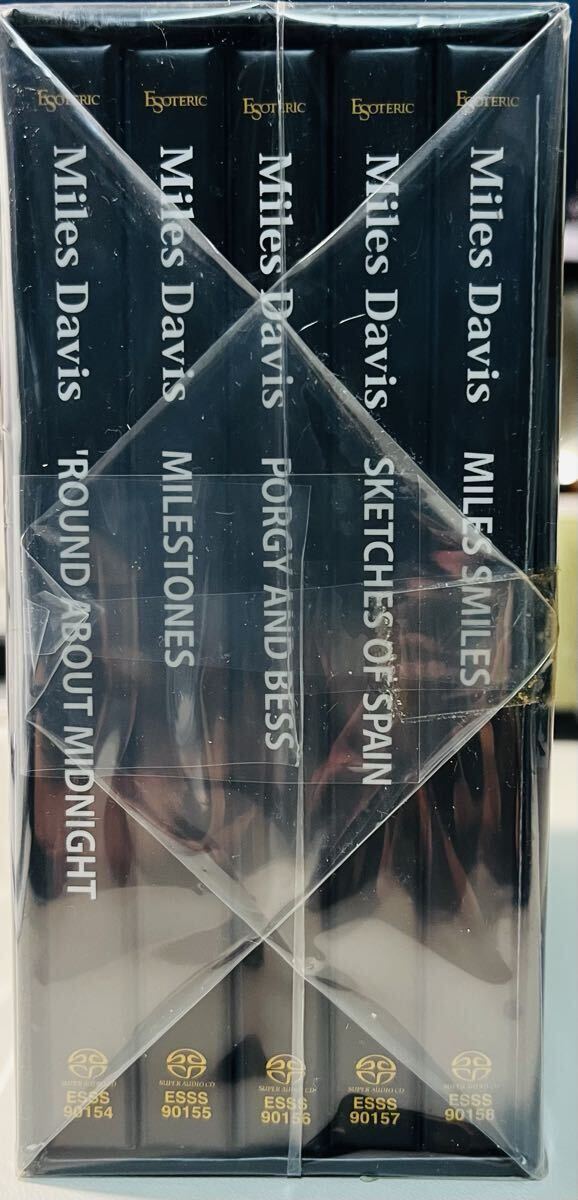 ESOTERIC
Miles Davis
'ROUND ABOUT MIDNIGHT
SUPER AUDIO CD
ESSS
90154
ESOTERIC
Miles Davis
MILESTONES
SUPER AUDIO CD
ESSS
90155
ESOTERIC
Miles Davis
PORGY AND BESS
SUPER AUDIO CD
ESSS
90156
ESOTERIC
Miles Davis
SKETCHES OF SPAIN
SUPER AUDIO CD
ESSS
90157
ESOTERIC
Miles Davis
MILES SMILES
SUPER AUDIO CD
ESSS
90158